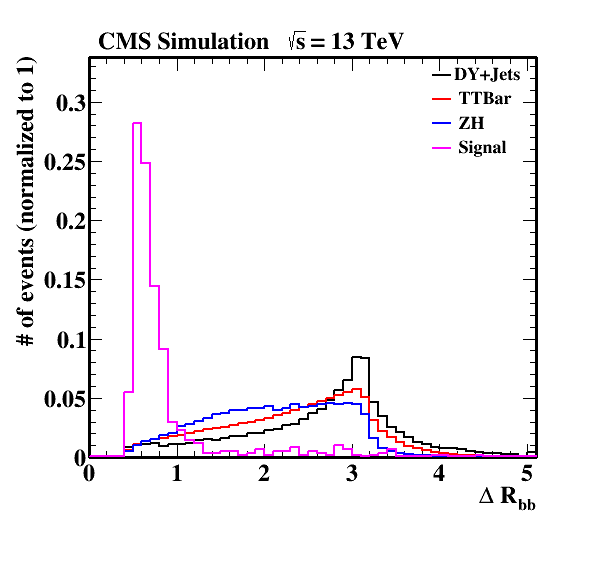 CMS Simulation √s = 13 TeV
# of events (normalized to 1)
DY+Jets
TTBar
ZH
Signal
0.3
0.25
0.2
0.15
0.1
0.05
0
0 1 2 3 4 5
Δ R_bb